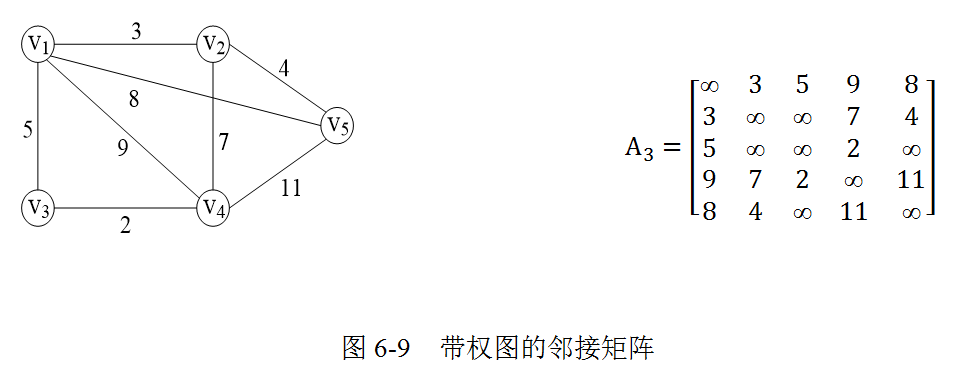 V1 3 V2
4
8
V5
5 9 7
11
V3 2 V4
A3 =
∞ 3 5 9 8
3 ∞ ∞ 7 4
5 ∞ ∞ 2 ∞
9 7 2 ∞ 11
8 4 ∞ 11 ∞
图 6-9 带权图的邻接矩阵